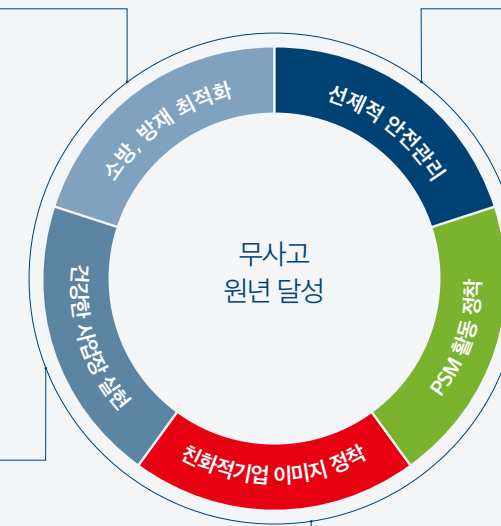 소방, 방재 최적화
선제적 안전관리
무사고
원년 달성
건강한 사업장 실현
PSM 활동 정착
친화적기업 이미지 정착